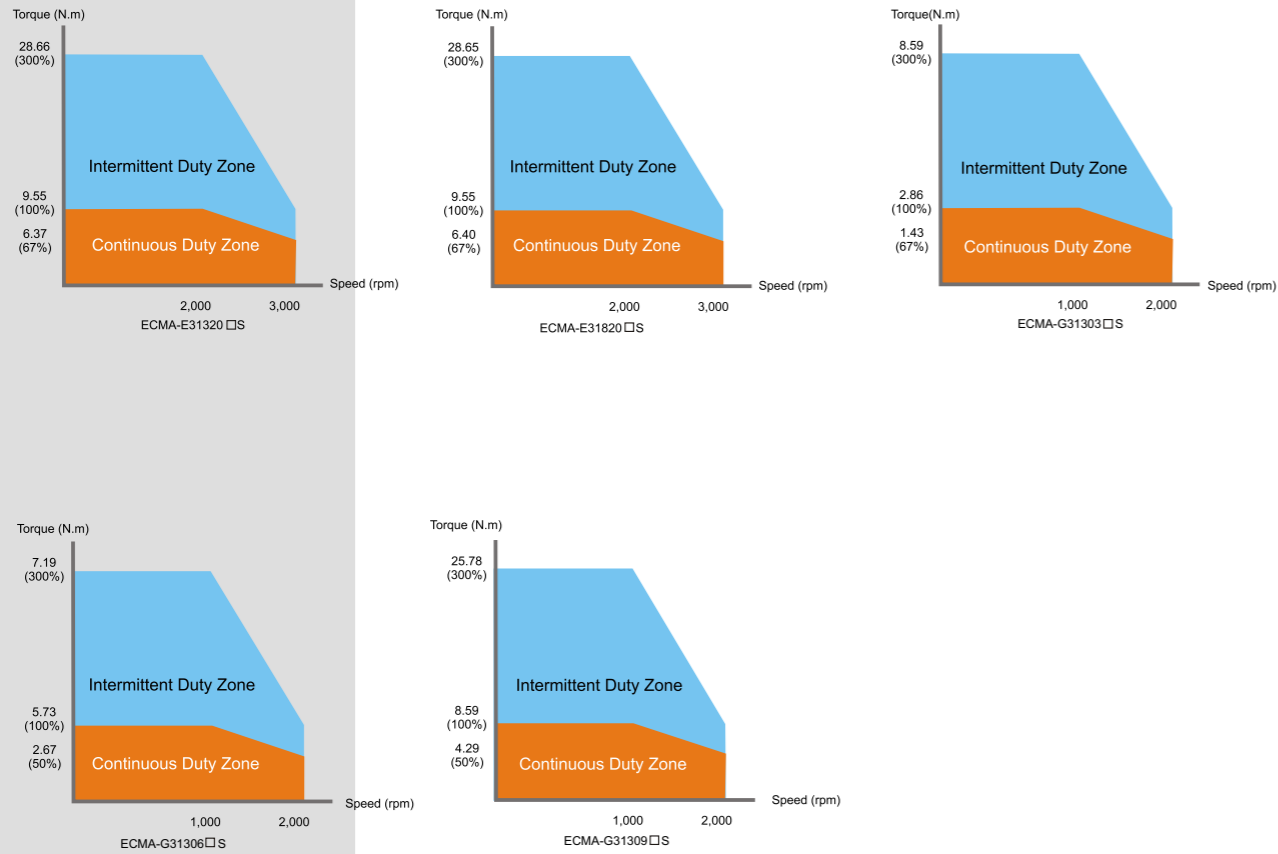 Torque (N.m)
28.66
(300%)
Intermittent Duty Zone
9.55
(100%)
6.37
(67%)
Continuous Duty Zone
Speed (rpm)
2,000 3,000
ECMA-E31320□S
Torque (N.m)
28.65
(300%)
Intermittent Duty Zone
9.55
(100%)
6.40
(67%)
Continuous Duty Zone
Speed (rpm)
2,000 3,000
ECMA-E31820□S
Torque(N.m)
8.59
(300%)
Intermittent Duty Zone
2.86
(100%)
1.43
(67%)
Continuous Duty Zone
Speed (rpm)
1,000 2,000
ECMA-G31303□S
Torque (N.m)
7.19
(300%)
Intermittent Duty Zone
5.73
(100%)
2.67
(50%)
Continuous Duty Zone
Speed (rpm)
1,000 2,000
ECMA-G31306□S
Torque (N.m)
25.78
(300%)
Intermittent Duty Zone
8.59
(100%)
4.29
(50%)
Continuous Duty Zone
Speed (rpm)
1,000 2,000
ECMA-G31309□S